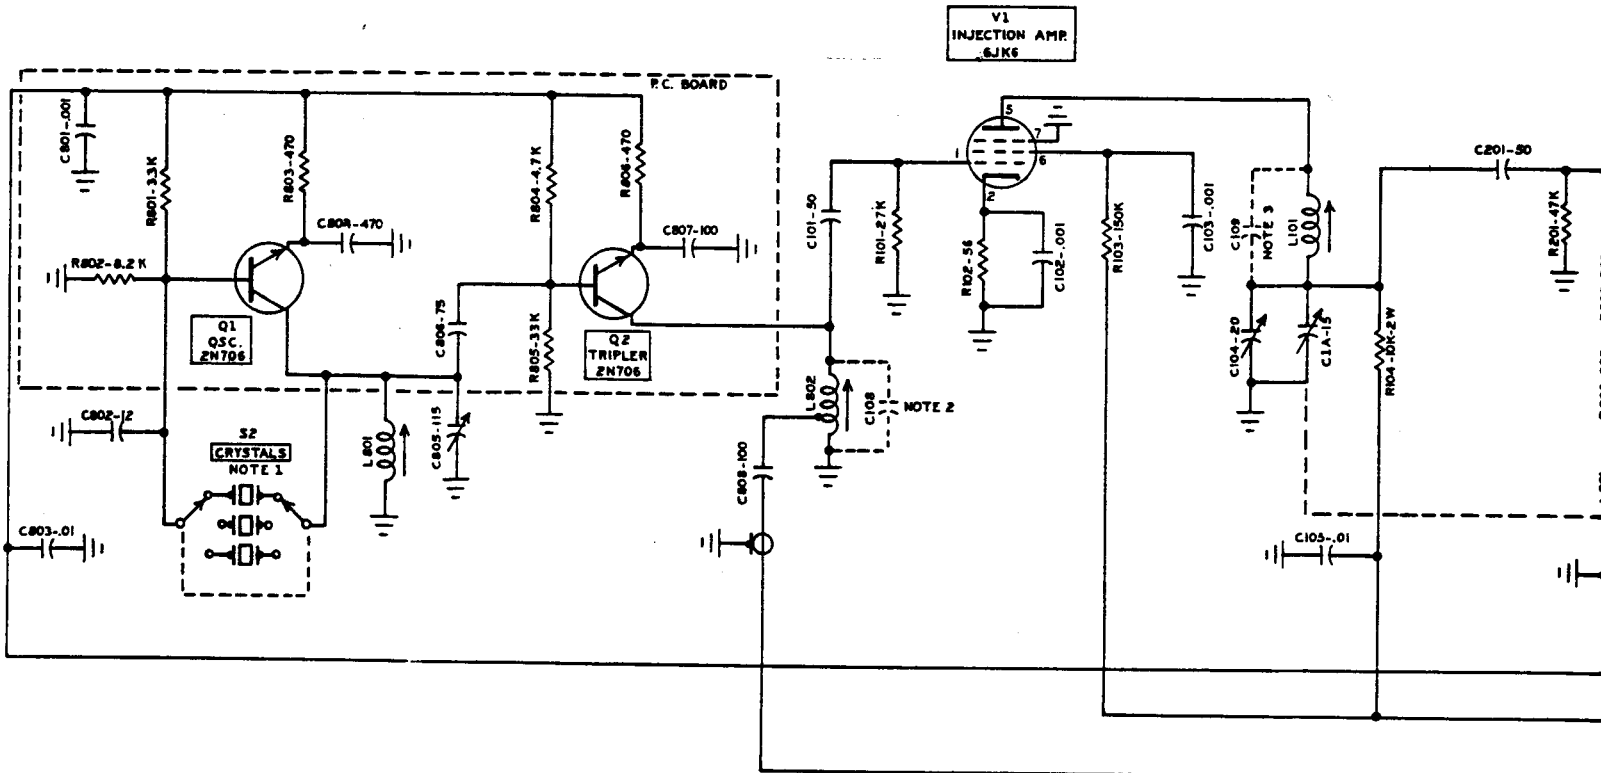 V1
INJECTION AMP.
6JK6
P.C. BOARD
C801-.001
R801-3.3K
R803-470
R804-4.7K
R806-470
C804-470
C807-100
R802-8.2K
Q1
OSC.
2N706
C806-75
R805-33K
Q2
TRIPLER
2N706
C802-12
S2
CRYSTALS
NOTE 1
L801
C805-115
C803-.01
C101-50
R101-27K
1
5
7
6
2
R102-56
C102-.001
R103-150K
C103-.001
C109
NOTE 3
L101
C201-50
R201-47K
C104-20
C1A-15
R104-10K-2W
L802
C108
NOTE 2
C808-100
C105-.01